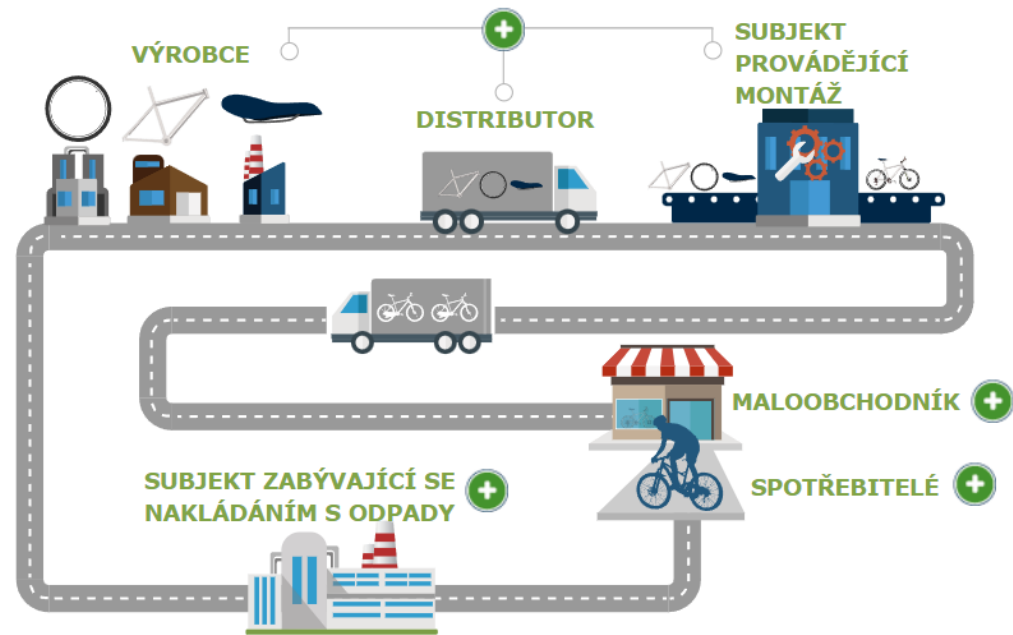 VÝROBCE
DISTRIBUTOR
SUBJEKT
PROVÁDĚJÍCÍ
MONTÁŽ
MALOOBCHODNÍK
SPOTŘEBITELÉ
SUBJEKT ZABÝVAJÍCÍ SE
NAKLÁDÁNÍM S ODPADY